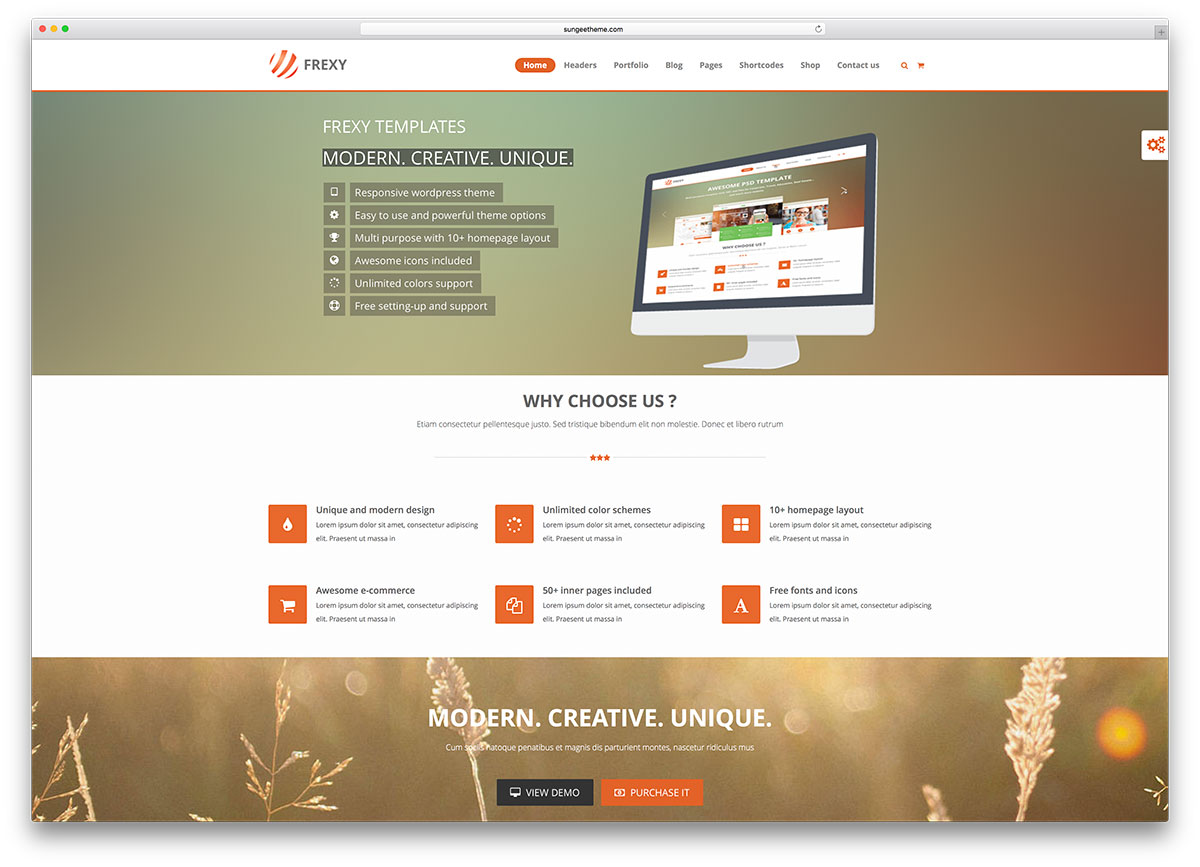 sungeetheme.com
FREXY
Home Headers Portfolio Blog Pages Shortcodes Shop Contact us
FREXY TEMPLATES
MODERN. CREATIVE. UNIQUE.
Responsive wordpress theme
Easy to use and powerful theme options
Multi purpose with 10+ homepage layout
Awesome icons included
Unlimited colors support
Free setting-up and support
AWESOME PSD TEMPLATE
WHY CHOOSE US ?
WHY CHOOSE US ?
Etiam consectetur pellentesque justo. Sed tristique bibendum elit non molestie. Donec et libero rutrum
Unique and modern design
Lorem ipsum dolor sit amet, consectetur adipiscing
elit. Praesent ut massa in
Unlimited color schemes
Lorem ipsum dolor sit amet, consectetur adipiscing
elit. Praesent ut massa in
10+ homepage layout
Lorem ipsum dolor sit amet, consectetur adipiscing
elit. Praesent ut massa in
Awesome e-commerce
Lorem ipsum dolor sit amet, consectetur adipiscing
elit. Praesent ut massa in
50+ inner pages included
Lorem ipsum dolor sit amet, consectetur adipiscing
elit. Praesent ut massa in
A
Free fonts and icons
Lorem ipsum dolor sit amet, consectetur adipiscing
elit. Praesent ut massa in
MODERN. CREATIVE. UNIQUE.
Cum sociis natoque penatibus et magnis dis parturient montes, nascetur ridiculus mus
VIEW DEMO
PURCHASE IT